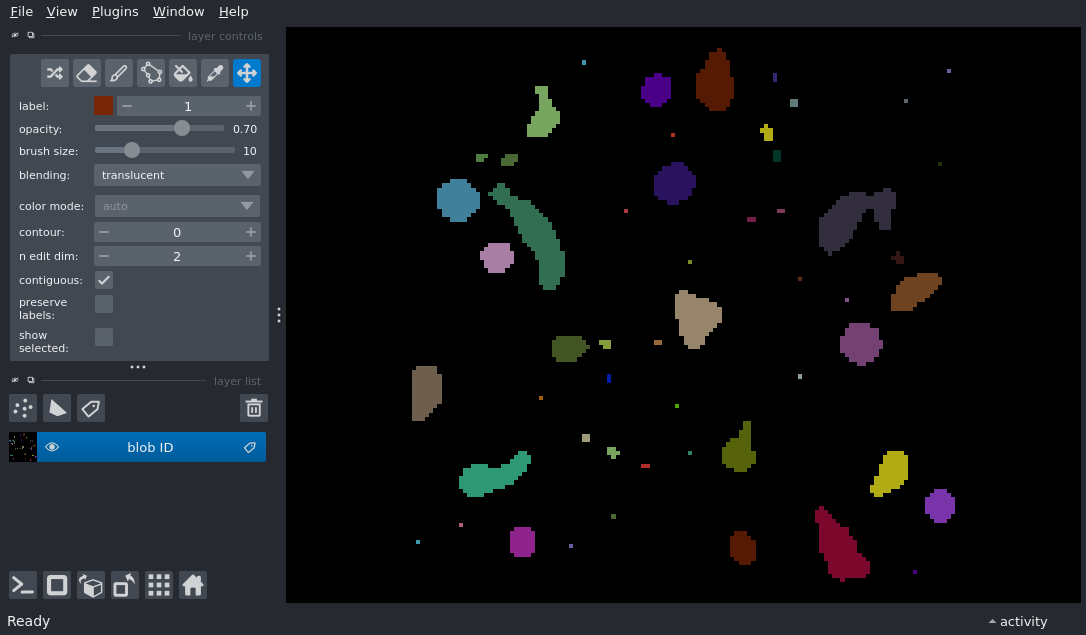 File View Plugins Window Help
layer controls
label: 1
opacity: 0.70
brush size: 10
blending: translucent
color mode: auto
contour: 0
n edit dim: 2
contiguous:
preserve
labels:
show
selected:
layer list
blob ID
Ready
activity